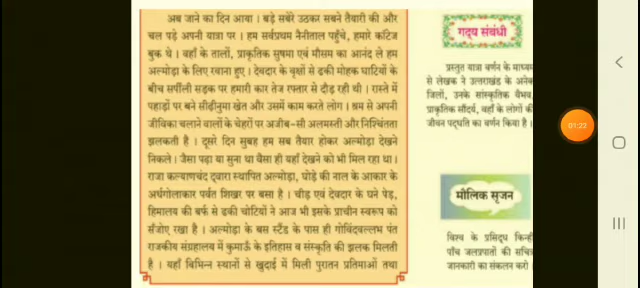 अब जाने का दिन आया । बड़े सबेरे उठकर सबने तैयारी की और
चल पड़े अपनी यात्रा पर । हम सर्वप्रथम नैनीताल पहुँचे, हमारे कॉटेज
बुक थे । वहाँ के तालों, प्राकृतिक सुषमा एवं मौसम का आनंद ले हम
अल्मोड़ा के लिए रवाना हुए । देवदार के वृक्षों से ढकी मोहक घाटियों के
बीच सर्पीली सड़क पर हमारी कार तेज रफ्तार से दौड़ रही थी । रास्ते में
पहाड़ों पर बने सीढ़ीनुमा खेत और उसमें काम करते लोग । श्रम से अपनी
जीविका चलाने वालों के चेहरों पर अजीब-सी अलमस्ती और निश्चिंतता
झलकती है । दूसरे दिन सुबह हम सब तैयार होकर अल्मोड़ा देखने
निकले । जैसा पढ़ा या सुना था वैसा ही यहाँ देखने को भी मिल रहा था ।
राजा कल्याणचंद द्वारा स्थापित अल्मोड़ा, घोड़े की नाल के आकार के
अर्धगोलाकार पर्वत शिखर पर बसा है । चीड़ एवं देवदार के घने पेड़,
हिमालय की बर्फ से ढकी चोटियों ने आज भी इसके प्राचीन स्वरूप को
सँजोए रखा है । अल्मोड़ा के बस स्टैंड के पास ही गोविंदवल्लभ पंत
राजकीय संग्रहालय में कुमाऊँ के इतिहास व संस्कृति की झलक मिलती
है । यहाँ विभिन्न स्थानों से खुदाई में मिली पुरातन प्रतिमाओं तथा
गद्य संबंधी
प्रस्तुत यात्रा वर्णन के माध्यम
से लेखक ने उत्तराखंड के अनेक
जिलों, उनके सांस्कृतिक वैभव,
प्राकृतिक सौंदर्य, वहाँ के लोगों की
जीवन पद्धति का वर्णन किया है ।
मौलिक सृजन
विश्व के प्रसिद्ध किन्हीं
पाँच जलप्रपातों की सचित्र
जानकारी का संकलन करो ।
01:22